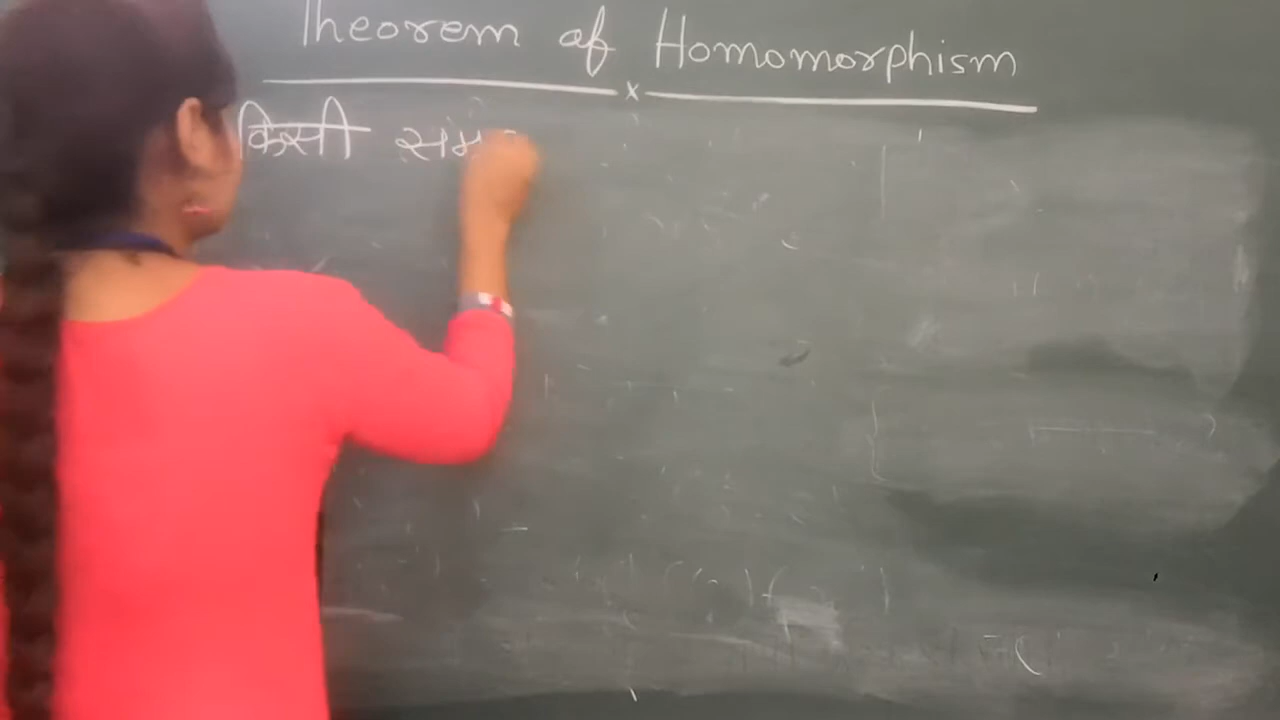 Theorem of Homomorphism
किसी